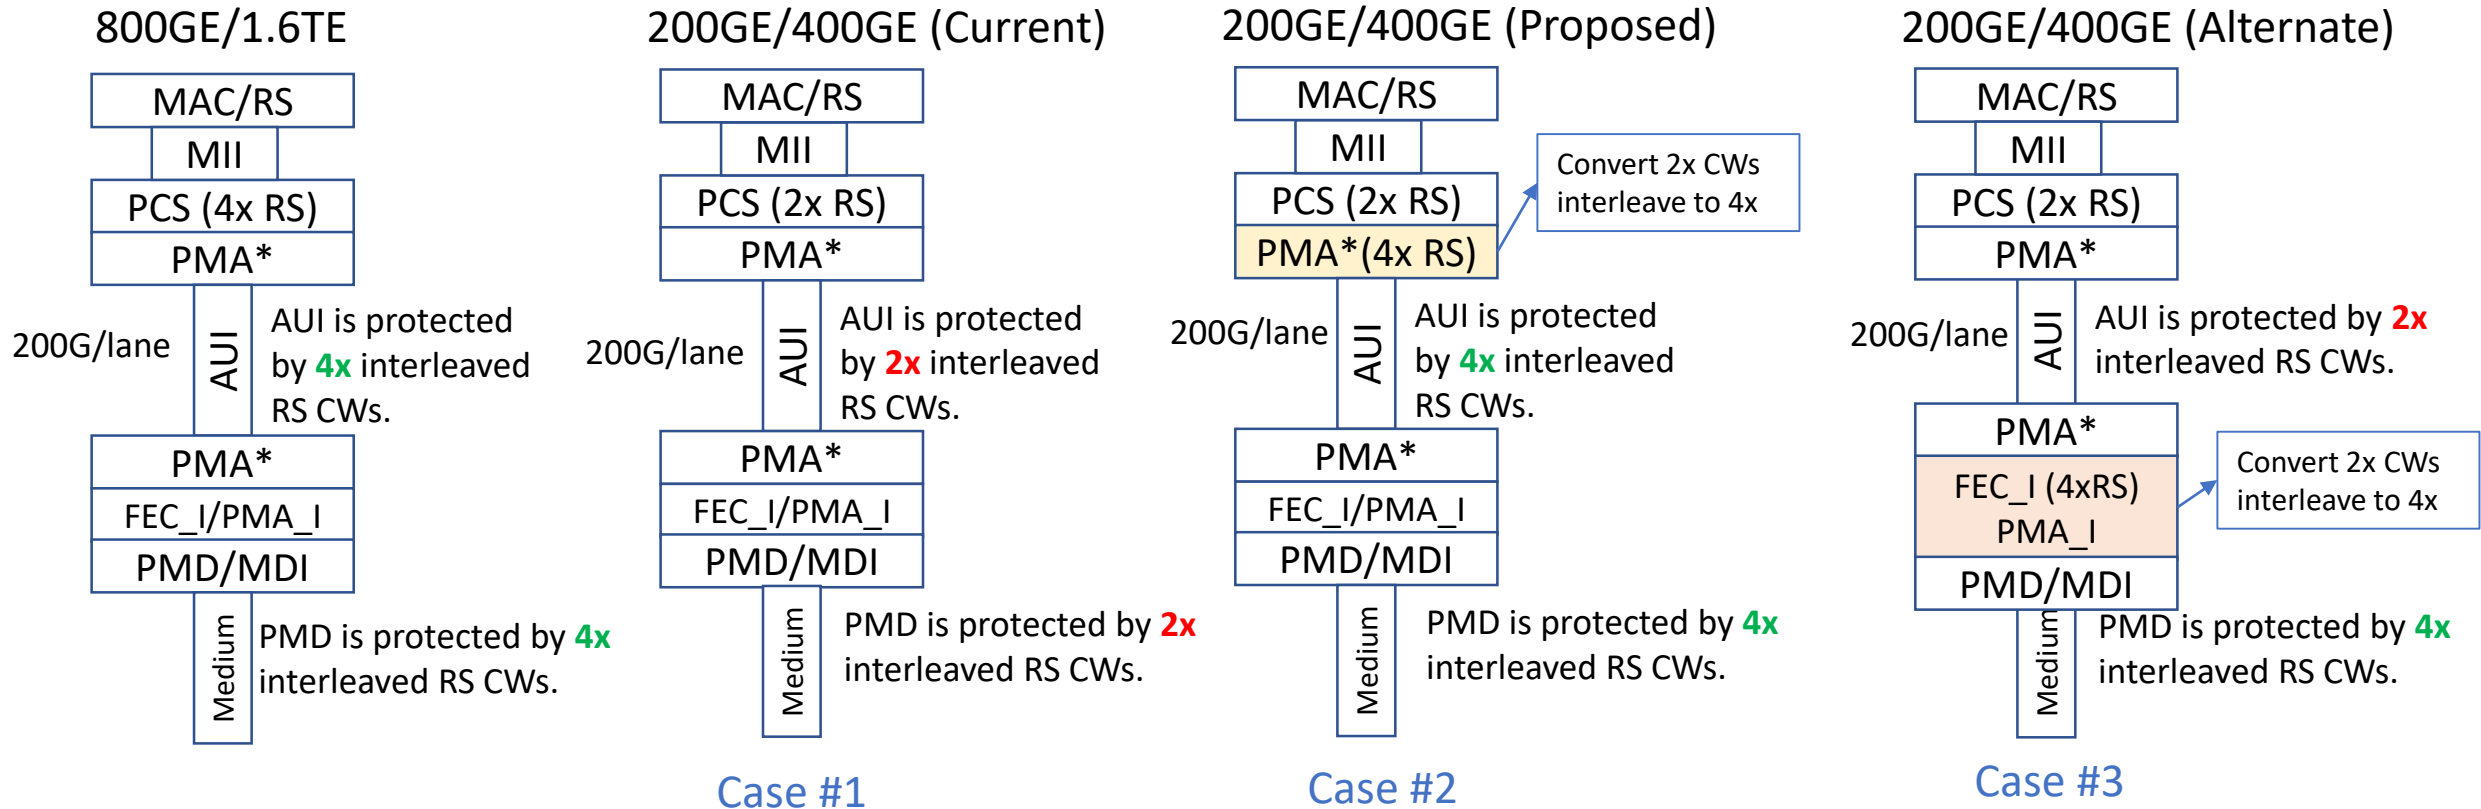 800GE/1.6TE
MAC/RS
MII
PCS (4x RS)
PMA*
200G/lane
AUI
AUI is protected
by 4x interleaved
RS CWs.
PMA*
FEC_I/PMA_I
PMD/MDI
Medium
PMD is protected by 4x
interleaved RS CWs.
200GE/400GE (Current)
MAC/RS
MII
PCS (2x RS)
PMA*
200G/lane
AUI
AUI is protected
by 2x interleaved
RS CWs.
PMA*
FEC_I/PMA_I
PMD/MDI
Medium
PMD is protected by 2x
interleaved RS CWs.
Case #1
200GE/400GE (Proposed)
MAC/RS
MII
PCS (2x RS)
PMA*(4x RS)
Convert 2x CWs
interleave to 4x
200G/lane
AUI
AUI is protected
by 4x interleaved
RS CWs.
PMA*
FEC_I/PMA_I
PMD/MDI
Medium
PMD is protected by 4x
interleaved RS CWs.
Case #2
200GE/400GE (Alternate)
MAC/RS
MII
PCS (2x RS)
PMA*
200G/lane
AUI
AUI is protected by 2x
interleaved RS CWs.
PMA*
FEC_I (4xRS)
PMA_I
Convert 2x CWs
interleave to 4x
PMD/MDI
Medium
PMD is protected by 4x
interleaved RS CWs.
Case #3